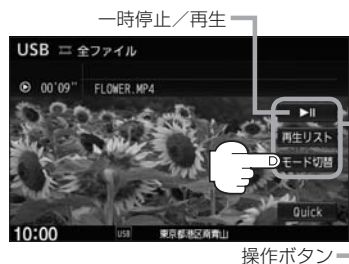 一時停止／再生
USB 全ファイル
00'09" FLOWER.MP4
►II
再生リスト
モード切替
Quick
10:00 USB 東京都港区南青山
操作ボタン